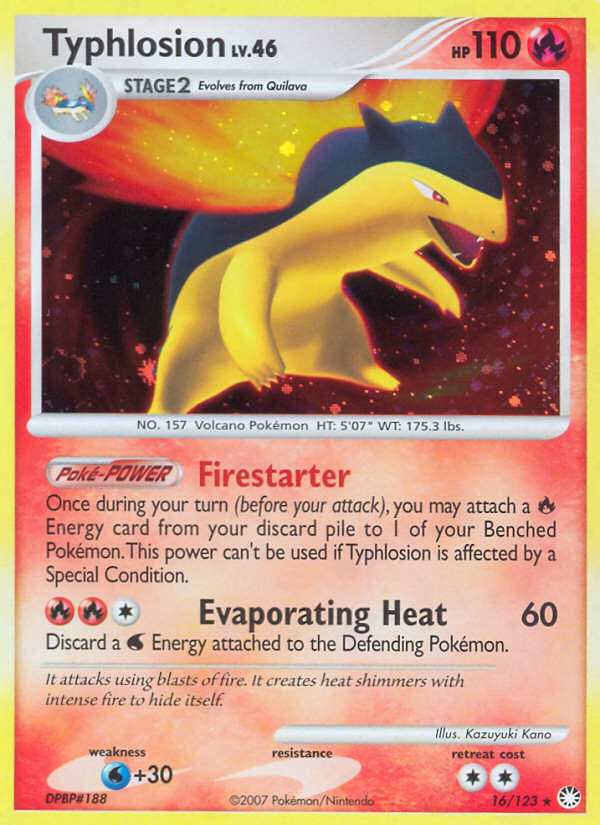 Typhlosion LV.46 HP 110
STAGE2 Evolves from Quilava
NO. 157 Volcano Pokémon HT: 5'07" WT: 175.3 lbs.
Poké-POWER Firestarter
Once during your turn (before your attack), you may attach a
Energy card from your discard pile to 1 of your Benched
Pokémon. This power can't be used if Typhlosion is affected by a
Special Condition.
Evaporating Heat 60
Discard a Energy attached to the Defending Pokémon.
It attacks using blasts of fire. It creates heat shimmers with
intense fire to hide itself.
Illus. Kazuyuki Kano
weakness resistance retreat cost
+30
DPBP#188 ©2007 Pokémon/Nintendo 16/123 ★